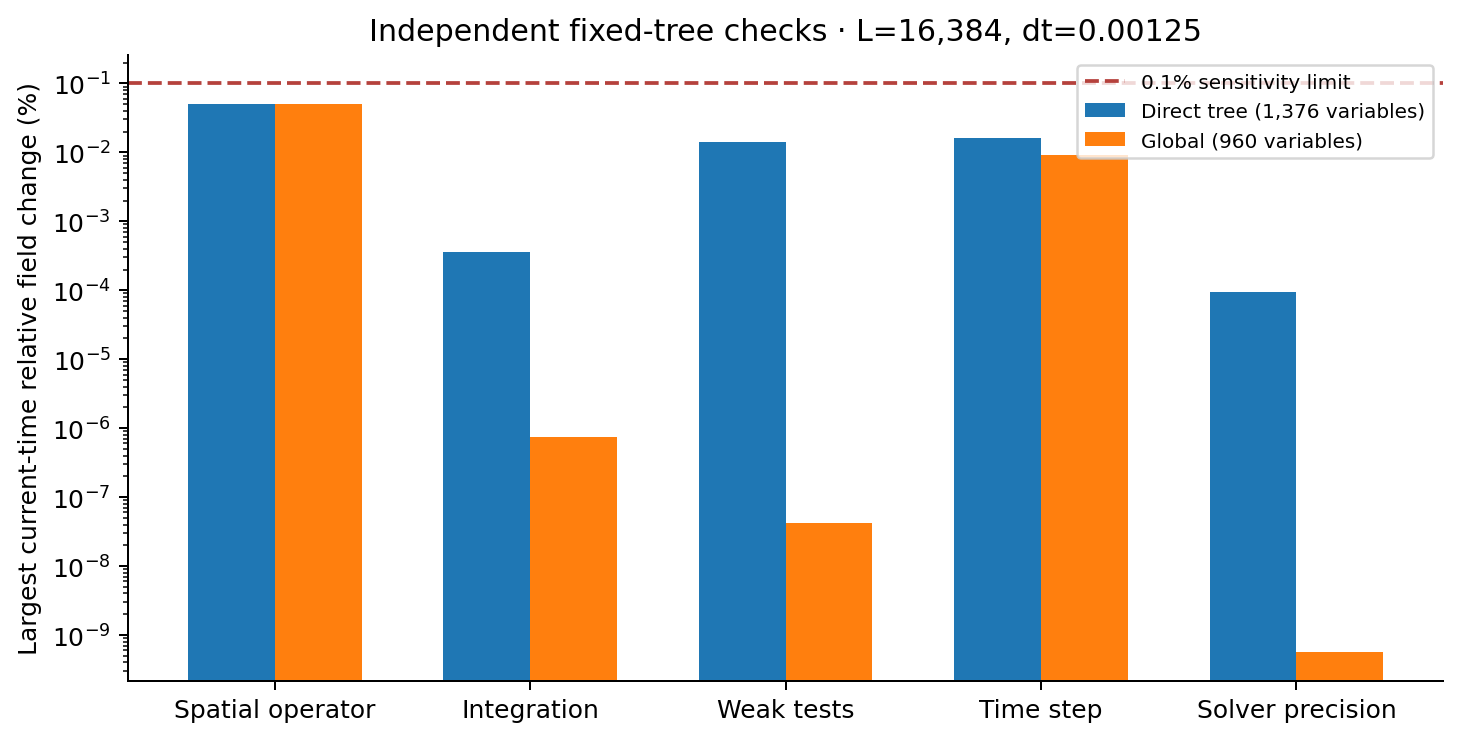 Independent fixed-tree checks · L=16,384, dt=0.00125
Largest current-time relative field change (%)
10⁻¹
10⁻²
10⁻³
10⁻⁴
10⁻⁵
10⁻⁶
10⁻⁷
10⁻⁸
10⁻⁹
0.1% sensitivity limit
Direct tree (1,376 variables)
Global (960 variables)
Spatial operator
Integration
Weak tests
Time step
Solver precision